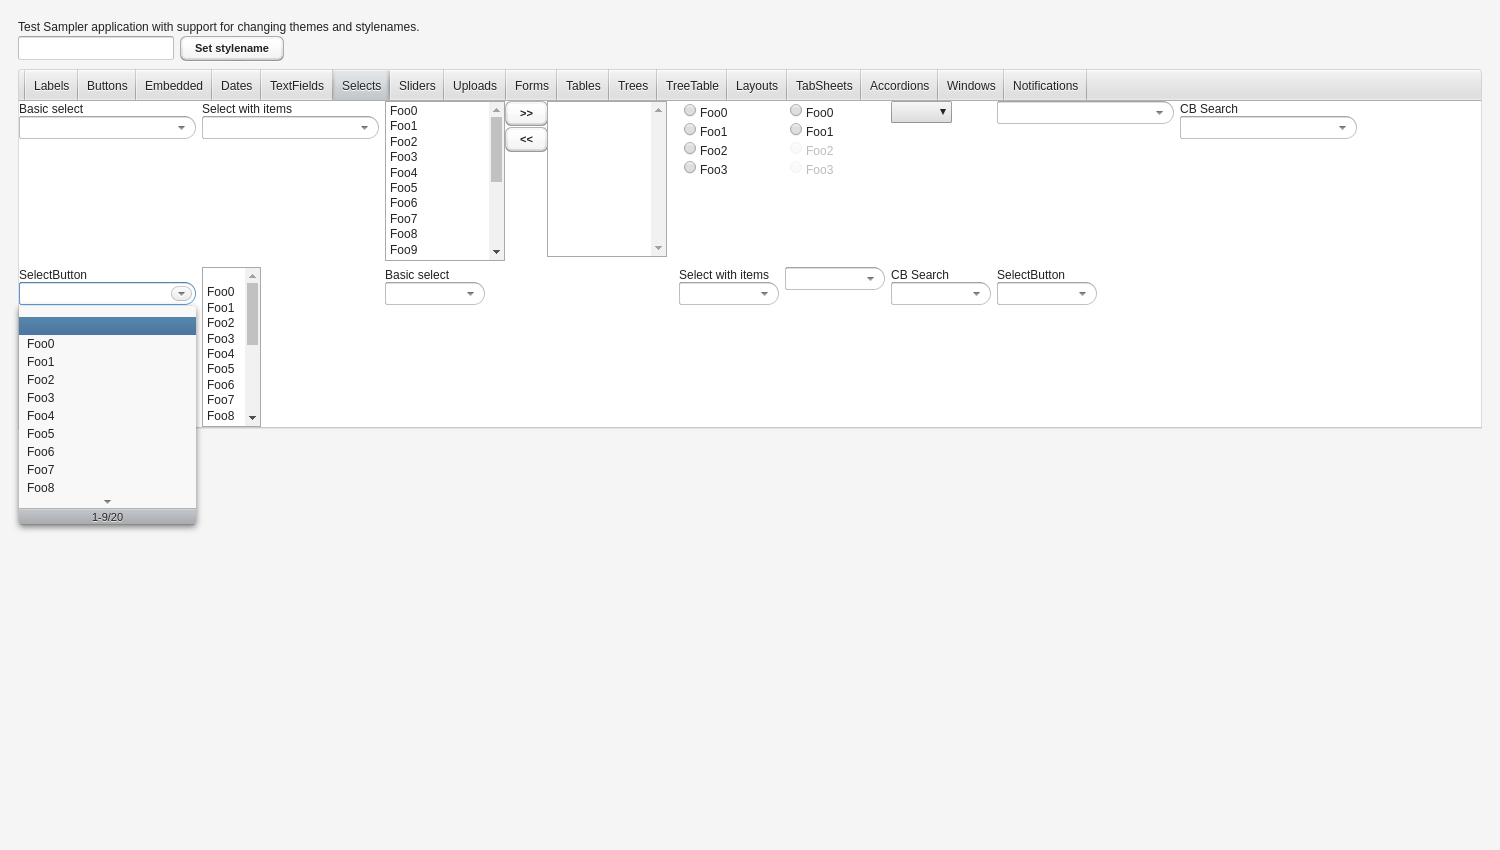 Test Sampler application with support for changing themes and stylenames.
Set stylename
Labels Buttons Embedded Dates TextFields Selects Sliders Uploads Forms Tables Trees TreeTable Layouts TabSheets Accordions Windows Notifications
Basic select
Select with items
Foo0
Foo1
Foo2
Foo3
Foo4
Foo5
Foo6
Foo7
Foo8
Foo9
>>
<<
Foo0
Foo1
Foo2
Foo3
Foo0
Foo1
Foo2
Foo3
CB Search
SelectButton
Foo0
Foo1
Foo2
Foo3
Foo4
Foo5
Foo6
Foo7
Foo8
1-9/20
Foo0
Foo1
Foo2
Foo3
Foo4
Foo5
Foo6
Foo7
Foo8
Basic select
Select with items
CB Search
SelectButton